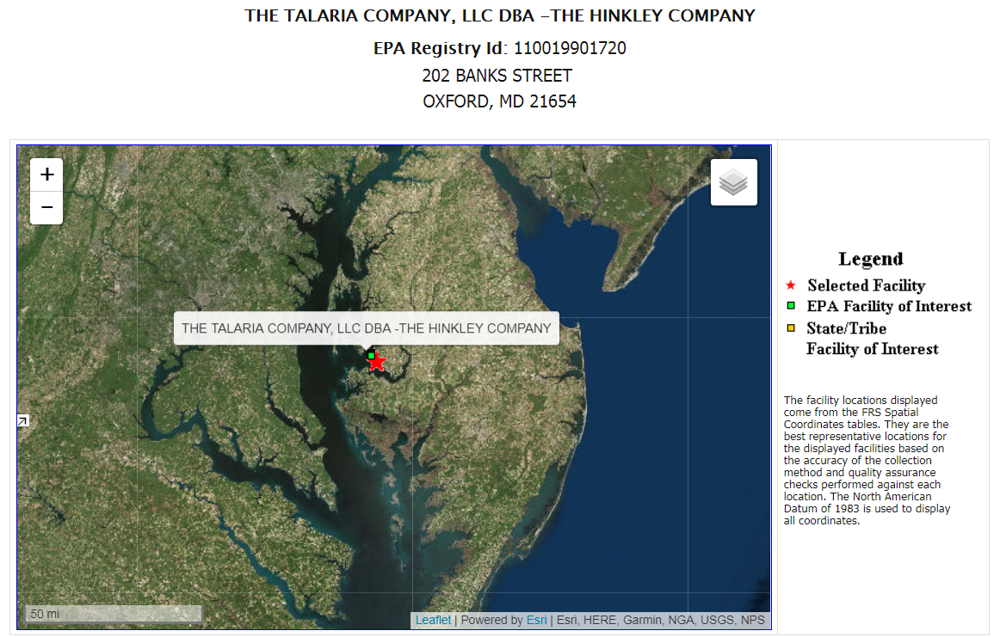 THE TALARIA COMPANY, LLC DBA -THE HINKLEY COMPANY
EPA Registry Id: 110019901720
202 BANKS STREET
OXFORD, MD 21654
+
−
THE TALARIA COMPANY, LLC DBA -THE HINKLEY COMPANY
50 mi
Leaflet | Powered by Esri | Esri, HERE, Garmin, NGA, USGS, NPS
Legend
Selected Facility
EPA Facility of Interest
State/Tribe
Facility of Interest
The facility locations displayed
come from the FRS Spatial
Coordinates tables. They are the
best representative locations for
the displayed facilities based on
the accuracy of the collection
method and quality assurance
checks performed against each
location. The North American
Datum of 1983 is used to display
all coordinates.